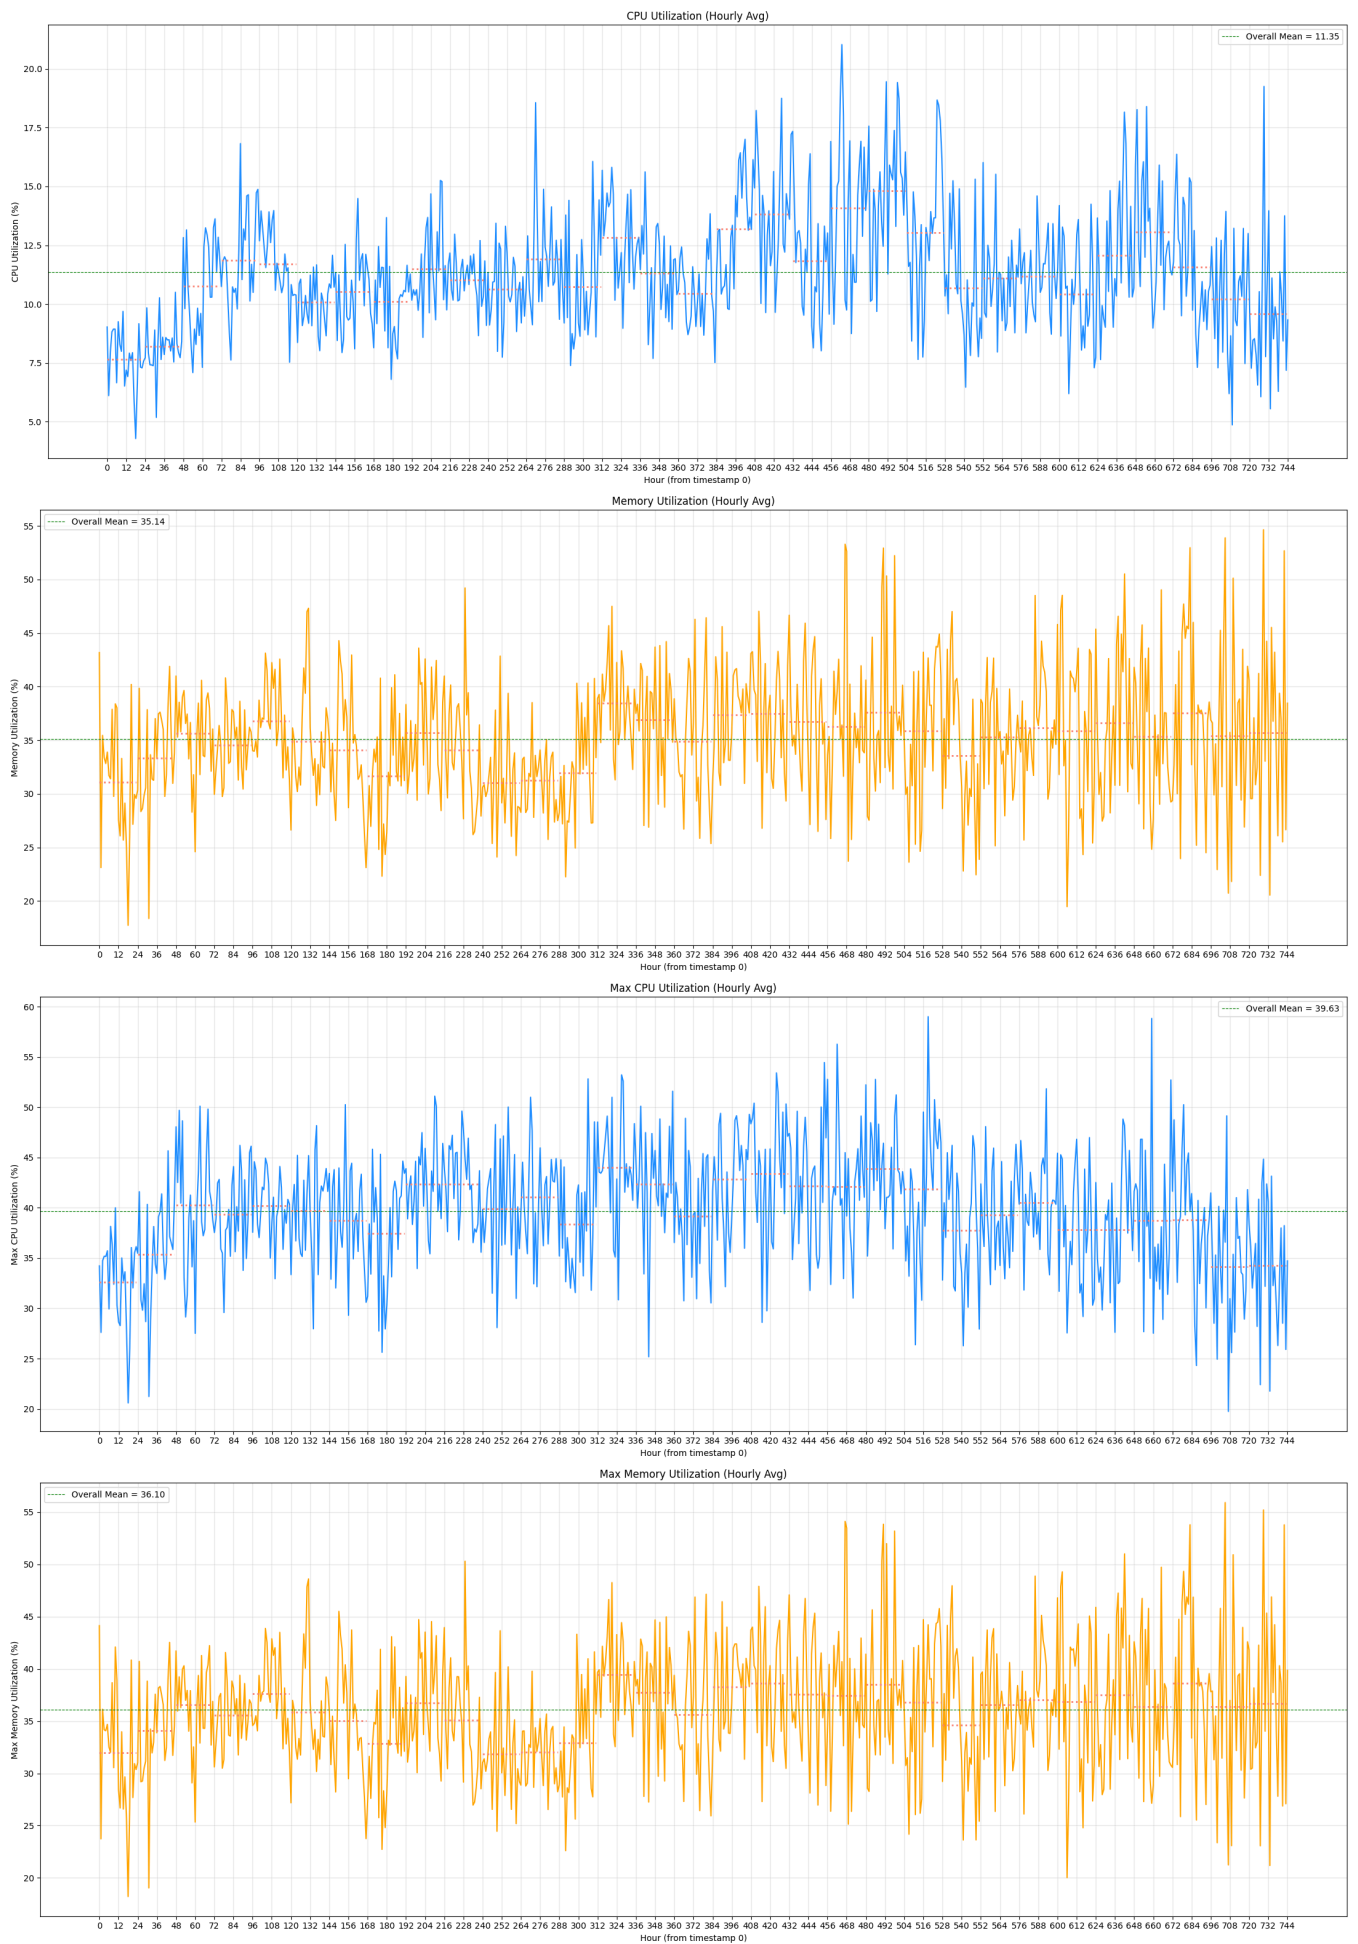 CPU Utilization (Hourly Avg)
Overall Mean = 11.35
CPU Utilization (%)
20.0
17.5
15.0
12.5
10.0
7.5
5.0
0 12 24 36 48 60 72 84 96 108 120 132 144 156 168 180 192 204 216 228 240 252 264 276 288 300 312 324 336 348 360 372 384 396 408 420 432 444 456 468 480 492 504 516 528 540 552 564 576 588 600 612 624 636 648 660 672 684 696 708 720 732 744
Hour (from timestamp 0)
Memory Utilization (Hourly Avg)
Overall Mean = 35.14
Memory Utilization (%)
55
50
45
40
35
30
25
20
0 12 24 36 48 60 72 84 96 108 120 132 144 156 168 180 192 204 216 228 240 252 264 276 288 300 312 324 336 348 360 372 384 396 408 420 432 444 456 468 480 492 504 516 528 540 552 564 576 588 600 612 624 636 648 660 672 684 696 708 720 732 744
Hour (from timestamp 0)
Max CPU Utilization (Hourly Avg)
Overall Mean = 39.63
Max CPU Utilization (%)
60
55
50
45
40
35
30
25
20
0 12 24 36 48 60 72 84 96 108 120 132 144 156 168 180 192 204 216 228 240 252 264 276 288 300 312 324 336 348 360 372 384 396 408 420 432 444 456 468 480 492 504 516 528 540 552 564 576 588 600 612 624 636 648 660 672 684 696 708 720 732 744
Hour (from timestamp 0)
Max Memory Utilization (Hourly Avg)
Overall Mean = 36.10
Max Memory Utilization (%)
55
50
45
40
35
30
25
20
0 12 24 36 48 60 72 84 96 108 120 132 144 156 168 180 192 204 216 228 240 252 264 276 288 300 312 324 336 348 360 372 384 396 408 420 432 444 456 468 480 492 504 516 528 540 552 564 576 588 600 612 624 636 648 660 672 684 696 708 720 732 744
Hour (from timestamp 0)